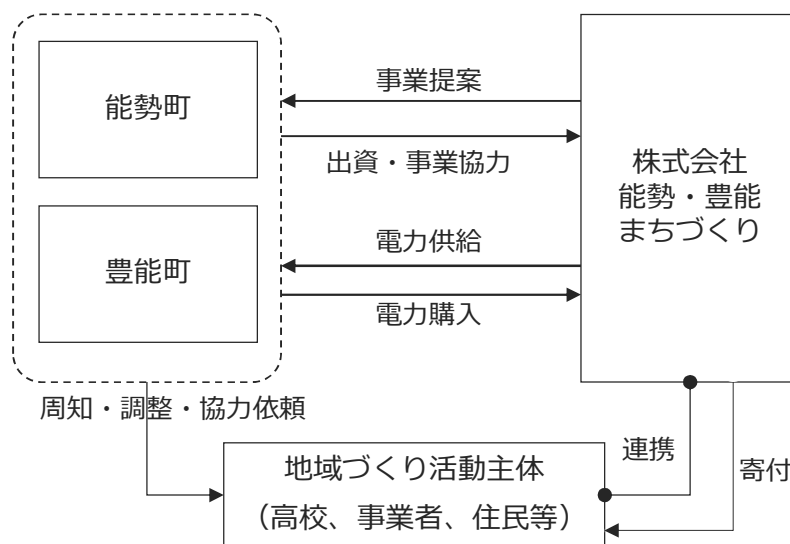 能勢町
豊能町
事業提案
出資・事業協力
電力供給
電力購入
株式会社
能勢・豊能
まちづくり
周知・調整・協力依頼
地域づくり活動主体
（高校、事業者、住民等）
連携
寄付